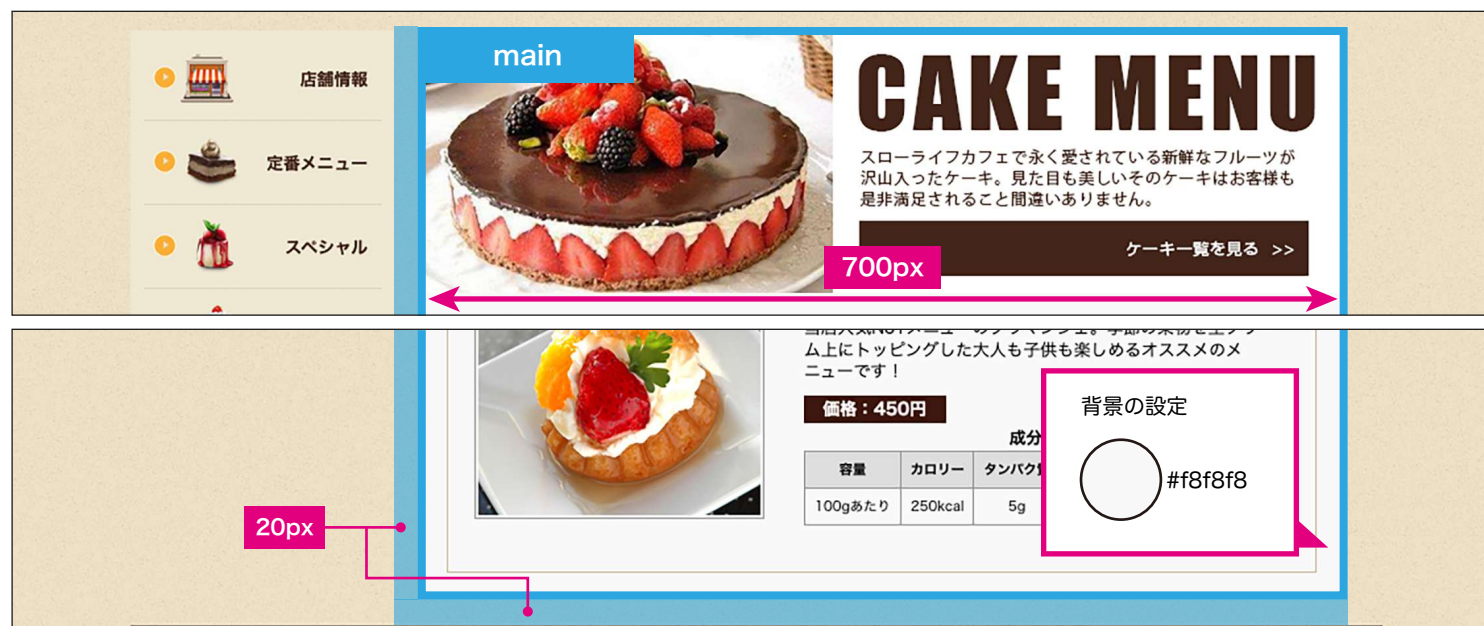 main
店舗情報
定番メニュー
スペシャル
CAKE MENU
スローライフカフェで永く愛されている新鮮なフルーツが
沢山入ったケーキ。見た目も美しいそのケーキはお客様も
是非満足されること間違いありません。
ケーキ一覧を見る >>
700px
ム上にトッピングした大人も子供も楽しめるオススメのメ
ニューです！
価格：450円
成分
容量 カロリー タンパク
100gあたり 250kcal 5g
背景の設定
#f8f8f8
20px